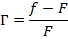 Γ = (f − F) / F